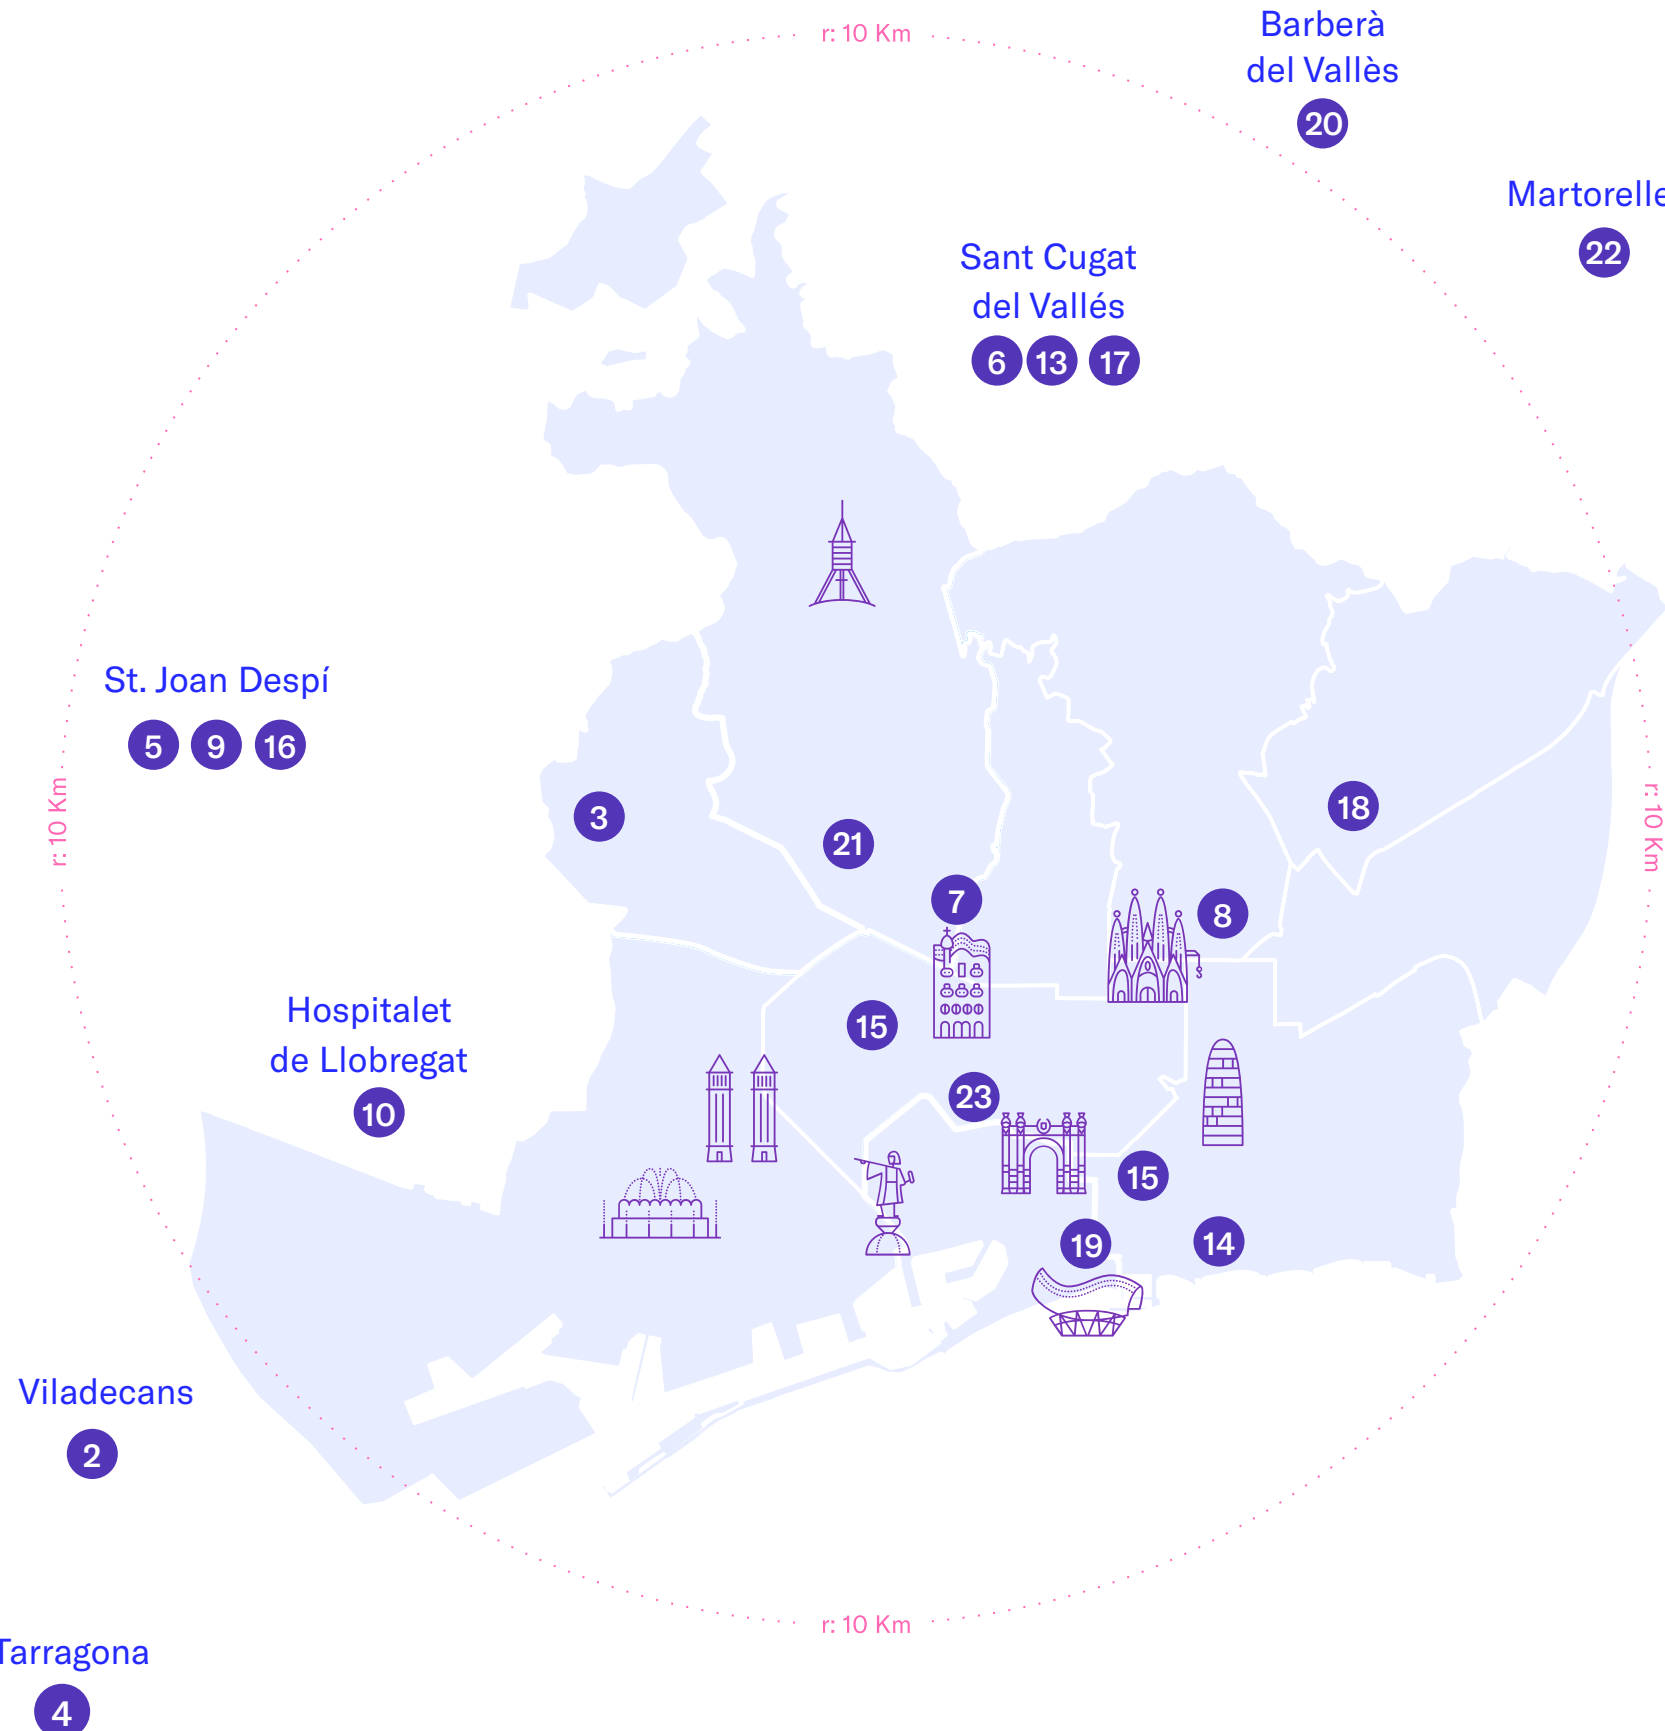 Barberà
r: 10 Km
del Vallès
20
Martorelle
22
Sant Cugat
del Vallés
6 13 17
St. Joan Despí
5 9 16
r: 10 Km
r: 10 Km
3
18
21
7
8
Hospitalet
de Llobregat
10
15
23
15
19
14
Viladecans
2
r: 10 Km
Tarragona
4